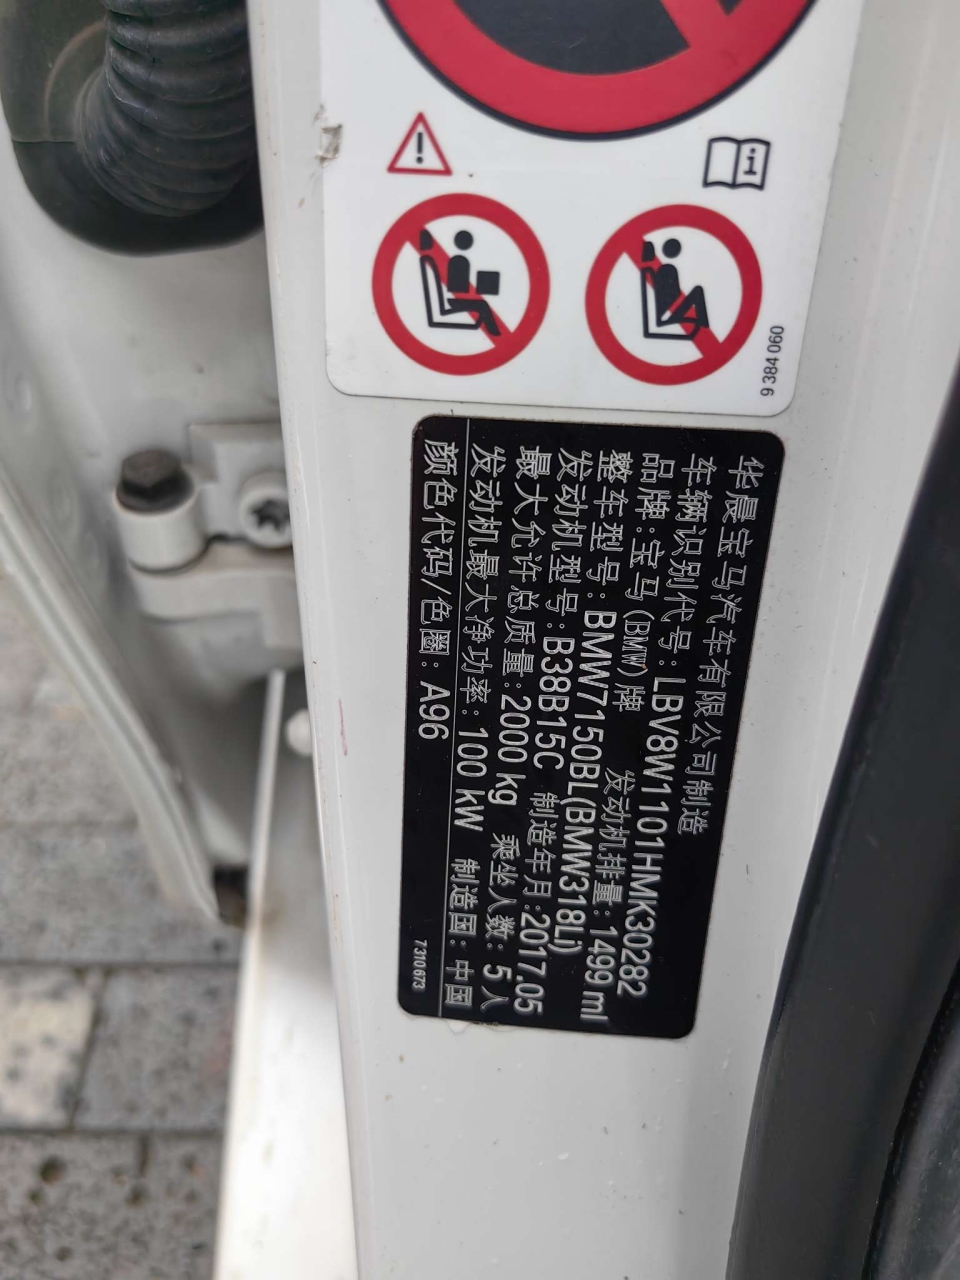 9 384 060
华晨宝马汽车有限公司制造
车辆识别代号:LBV8W1101HMK30282
品牌:宝马(BMW)牌 发动机排量:1499 ml
整车型号:BMW7150BL(BMW318Li)
发动机型号:B38B15C 制造年月:2017.05
最大允许总质量:2000 kg 乘坐人数:5人
发动机最大净功率:100 kW 制造国:中国
颜色代码/色圈:A96
7310673